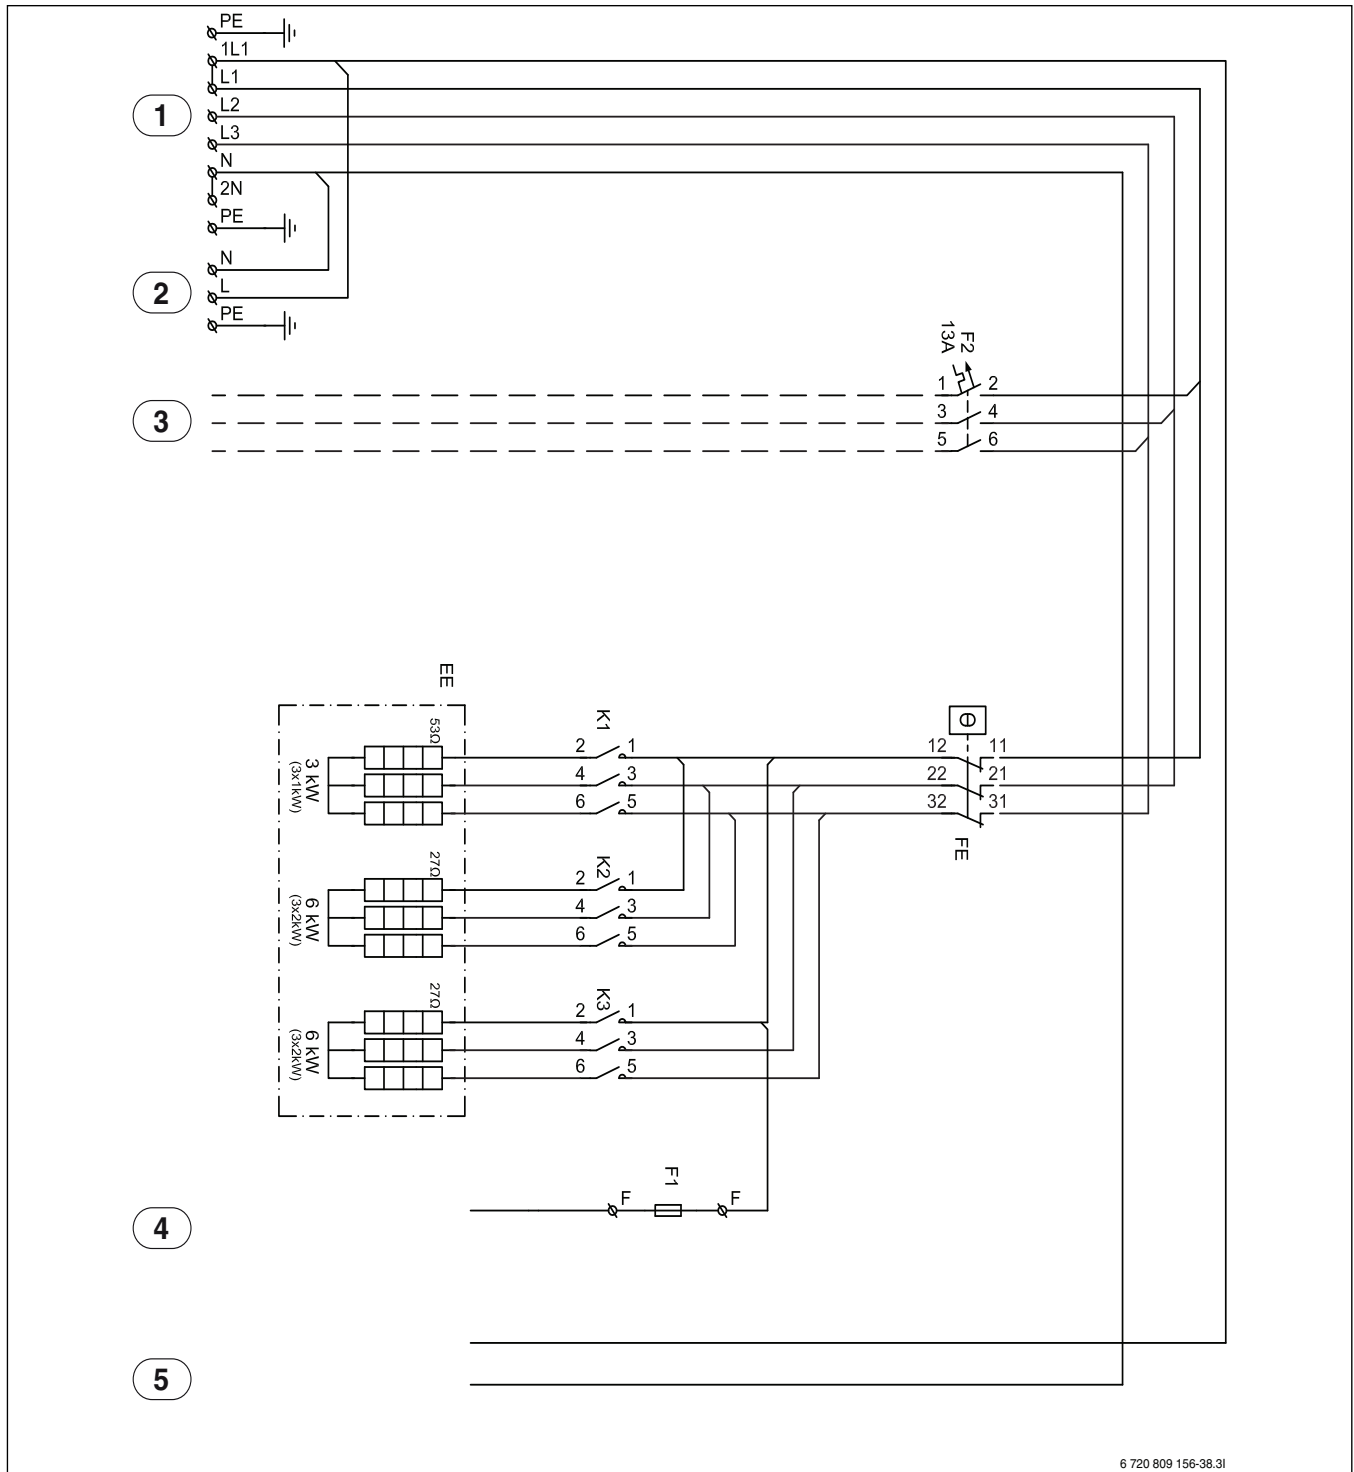 PE
1L1
L1
1
L2
L3
N
2N
PE
N
2
L
PE
F2
13A
1 2
3
3 4
5 6
EE
K1
53Ω
2 1
12 11
3 kW
(3x1kW)
4 3
22 21
6 5
32 31
FE
K2
27Ω
2 1
6 kW
(3x2kW)
4 3
6 5
K3
27Ω
2 1
6 kW
(3x2kW)
4 3
6 5
F1
F F
4
5
6 720 809 156-38.3I